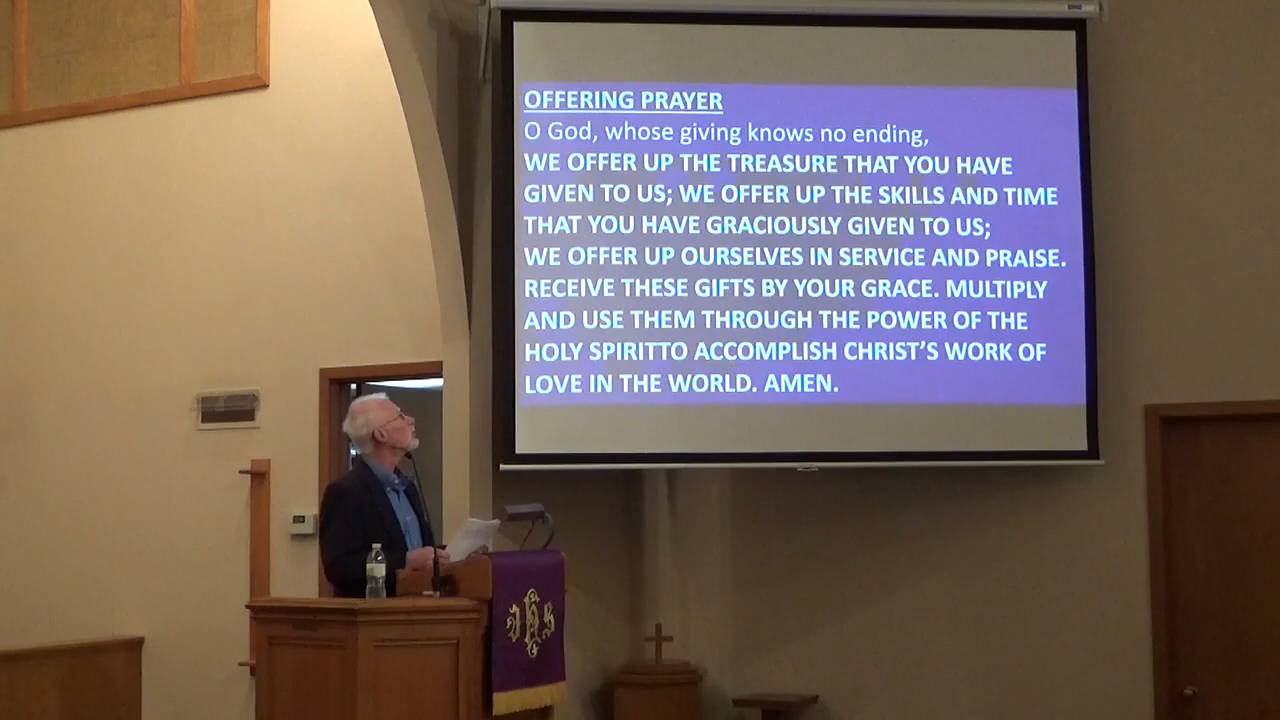 OFFERING PRAYER
O God, whose giving knows no ending,
WE OFFER UP THE TREASURE THAT YOU HAVE
GIVEN TO US; WE OFFER UP THE SKILLS AND TIME
THAT YOU HAVE GRACIOUSLY GIVEN TO US;
WE OFFER UP OURSELVES IN SERVICE AND PRAISE.
RECEIVE THESE GIFTS BY YOUR GRACE. MULTIPLY
AND USE THEM THROUGH THE POWER OF THE
HOLY SPIRITTO ACCOMPLISH CHRIST’S WORK OF
LOVE IN THE WORLD. AMEN.
IHS